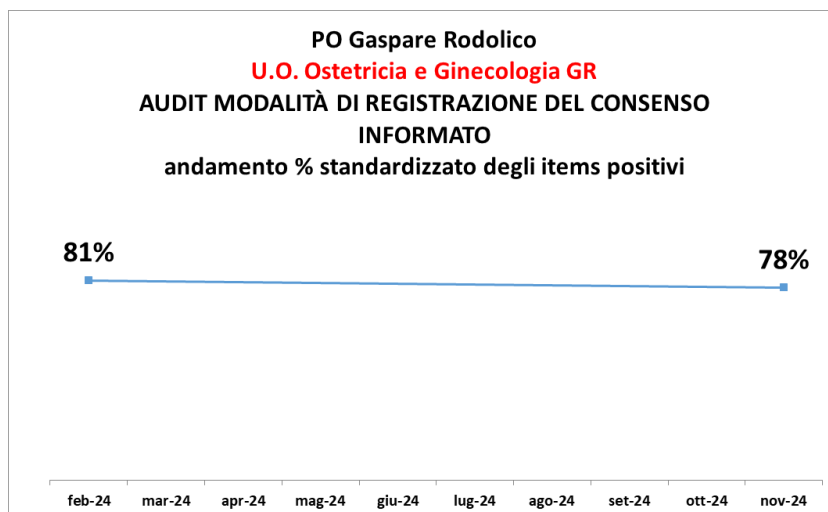 PO Gaspare Rodolico
U.O. Ostetricia e Ginecologia GR
AUDIT MODALITÀ DI REGISTRAZIONE DEL CONSENSO
INFORMATO
andamento % standardizzato degli items positivi
81%
78%
feb-24 mar-24 apr-24 mag-24 giu-24 lug-24 ago-24 set-24 ott-24 nov-24